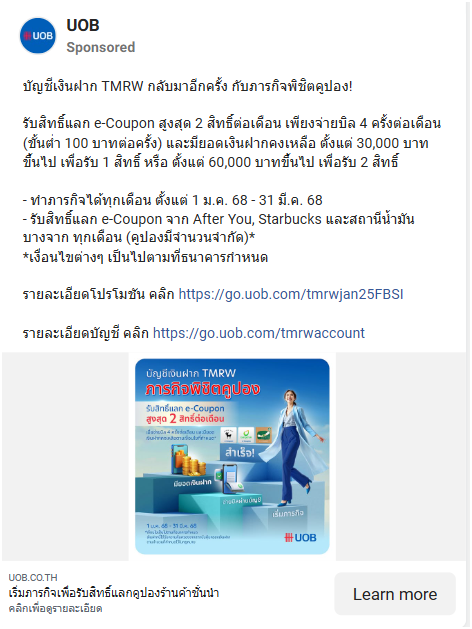 UOB
UOB
Sponsored
บัญชีเงินฝาก TMRW กลับมาอีกครั้ง กับภารกิจพิชิตคูปอง!
รับสิทธิ์แลก e-Coupon สูงสุด 2 สิทธิ์ต่อเดือน เพียงจ่ายบิล 4 ครั้งต่อเดือน
(ขั้นต่ำ 100 บาทต่อครั้ง) และมียอดเงินฝากคงเหลือ ตั้งแต่ 30,000 บาท
ขึ้นไป เพื่อรับ 1 สิทธิ์ หรือ ตั้งแต่ 60,000 บาทขึ้นไป เพื่อรับ 2 สิทธิ์
- ทำภารกิจได้ทุกเดือน ตั้งแต่ 1 ม.ค. 68 - 31 มี.ค. 68
- รับสิทธิ์แลก e-Coupon จาก After You, Starbucks และสถานีน้ำมัน
บางจาก ทุกเดือน (คูปองมีจำนวนจำกัด)*
*เงื่อนไขต่างๆ เป็นไปตามที่ธนาคารกำหนด
รายละเอียดโปรโมชัน คลิก https://go.uob.com/tmrwjan25FBSI
รายละเอียดบัญชี คลิก https://go.uob.com/tmrwaccount
บัญชีเงินฝาก TMRW
ภารกิจพิชิตคูปอง
รับสิทธิ์แลก e-Coupon
สูงสุด 2 สิทธิ์ต่อเดือน
สำเร็จ!
มียอดเงินฝาก
เริ่มภารกิจ
1 ม.ค. 68 - 31 มี.ค. 68
UOB
UOB.CO.TH
เริ่มภารกิจเพื่อรับสิทธิ์แลกคูปองร้านค้าชั้นนำ
คลิกเพื่อดูรายละเอียด
Learn more